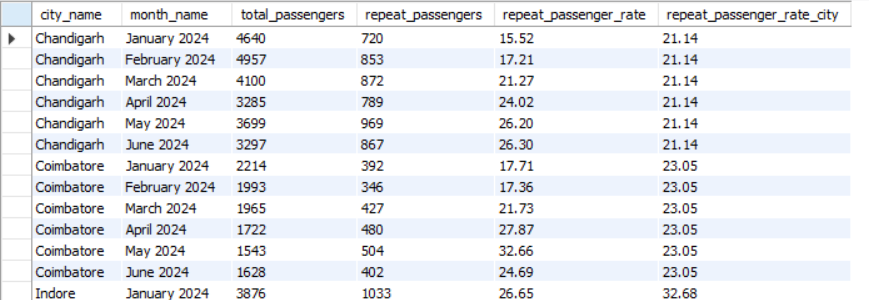 city_name month_name total_passengers repeat_passengers repeat_passenger_rate repeat_passenger_rate_city
Chandigarh January 2024 4640 720 15.52 21.14
Chandigarh February 2024 4957 853 17.21 21.14
Chandigarh March 2024 4100 872 21.27 21.14
Chandigarh April 2024 3285 789 24.02 21.14
Chandigarh May 2024 3699 969 26.20 21.14
Chandigarh June 2024 3297 867 26.30 21.14
Coimbatore January 2024 2214 392 17.71 23.05
Coimbatore February 2024 1993 346 17.36 23.05
Coimbatore March 2024 1965 427 21.73 23.05
Coimbatore April 2024 1722 480 27.87 23.05
Coimbatore May 2024 1543 504 32.66 23.05
Coimbatore June 2024 1628 402 24.69 23.05
Indore January 2024 3876 1033 26.65 32.68